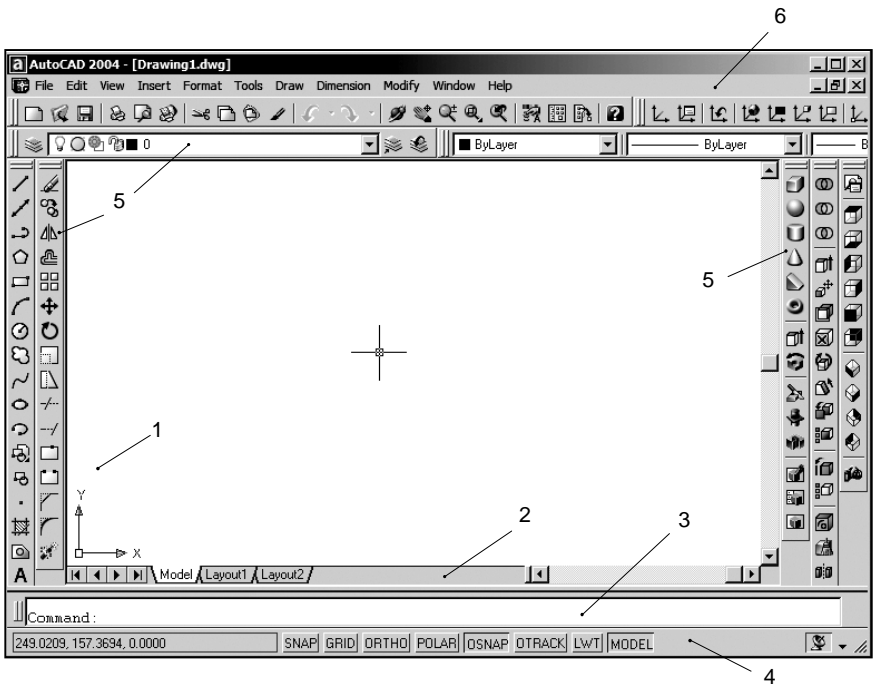 6
AutoCAD 2004 - [Drawing1.dwg]
File Edit View Insert Format Tools Draw Dimension Modify Window Help
0 ByLayer ByLayer B
5
5
1
Y
X
2
3
Model Layout1 Layout2
A
Command:
249.0209, 157.3694, 0.0000 SNAP GRID ORTHO POLAR OSNAP OTRACK LWT MODEL
4